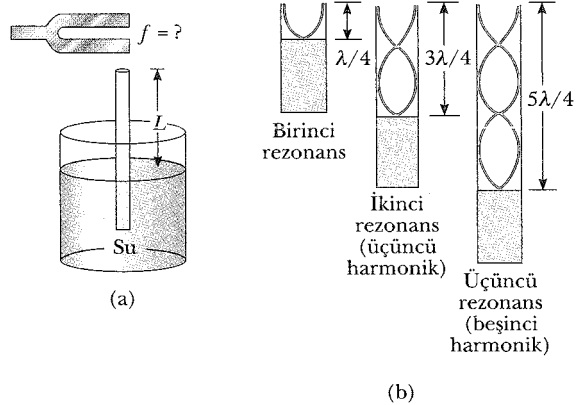 f = ?
L
Su
(a)
λ/4
Birinci
rezonans
3λ/4
İkinci
rezonans
(üçüncü
harmonik)
5λ/4
Üçüncü
rezonans
(beşinci
harmonik)
(b)